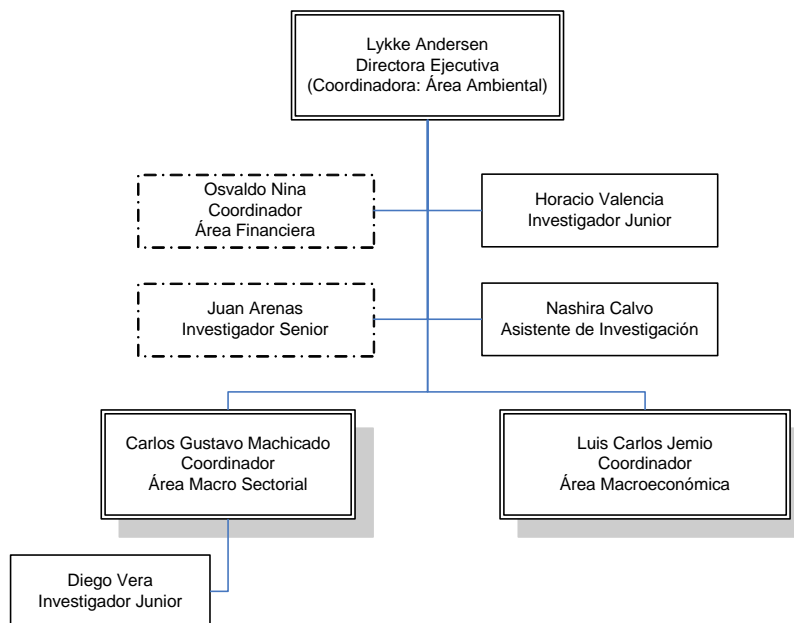 Lykke Andersen
Directora Ejecutiva
(Coordinadora: Área Ambiental)
Osvaldo Nina
Coordinador
Área Financiera
Horacio Valencia
Investigador Junior
Juan Arenas
Investigador Senior
Nashira Calvo
Asistente de Investigación
Carlos Gustavo Machicado
Coordinador
Área Macro Sectorial
Luis Carlos Jemio
Coordinador
Área Macroeconómica
Diego Vera
Investigador Junior